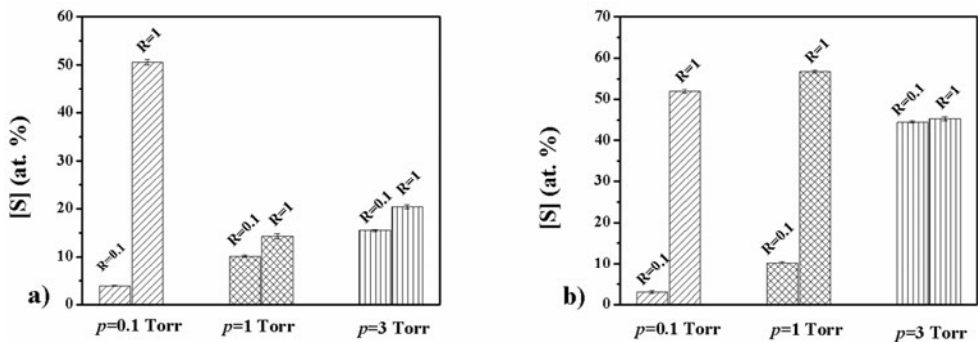 60
50
40
30
20
10
0
[S] (at. %)
R=0.1
R=1
R=0.1
R=1
R=0.1
R=1
a)
p=0.1 Torr
p=1 Torr
p=3 Torr
70
60
50
40
30
20
10
0
[S] (at. %)
R=0.1
R=1
R=0.1
R=1
R=0.1
R=1
b)
p=0.1 Torr
p=1 Torr
p=3 Torr